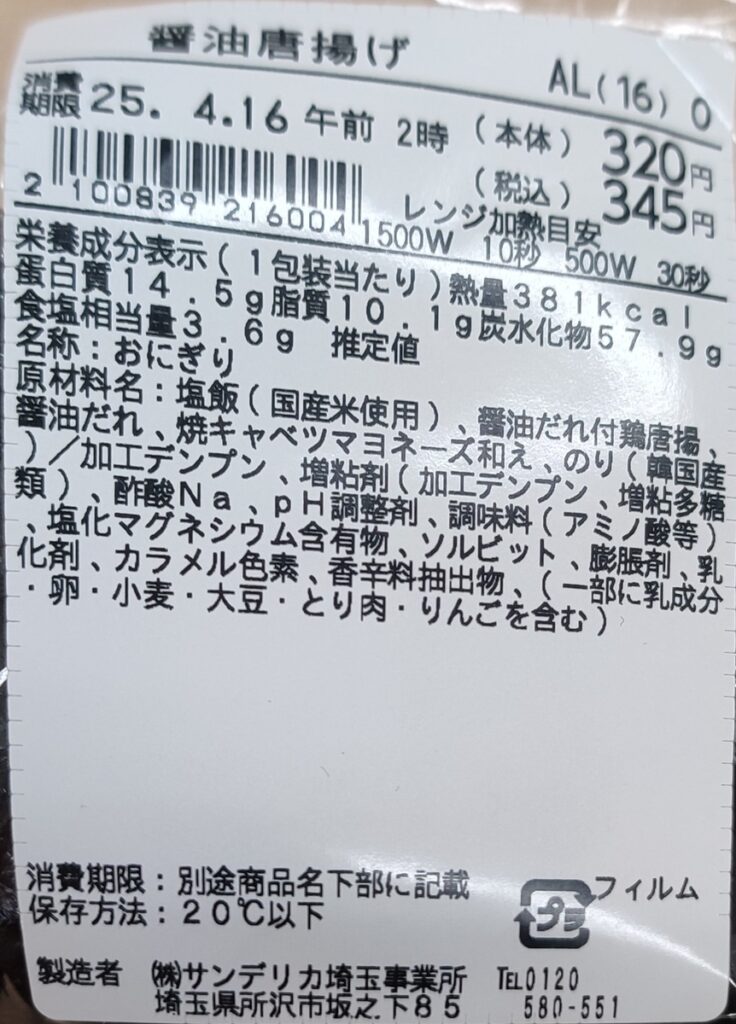 醤油唐揚げ
AL(16) 0
消費期限 25. 4.16 午前 2時
(本体) 320円
(税込) 345円
2 100839 216004
レンジ加熱目安
1500W 10秒 500W 30秒
栄養成分表示(1包装当たり)熱量381kcal
蛋白質14.5g脂質10.1g炭水化物57.9g
食塩相当量3.6g 推定値
名称:おにぎり
原材料名:塩飯(国産米使用)、醤油だれ付鶏唐揚、
醤油だれ、焼キャベツマヨネーズ和え、のり(韓国産
)/加工デンプン、増粘剤(加工デンプン、増粘多糖
類)、酢酸Na、pH調整剤、調味料(アミノ酸等)
、塩化マグネシウム含有物、ソルビット、膨脹剤、乳
化剤、カラメル色素、香辛料抽出物、(一部に乳成分
・卵・小麦・大豆・とり肉・りんごを含む)
消費期限:別途商品名下部に記載
保存方法:20℃以下
プラ フィルム
製造者 (株)サンデリカ埼玉事業所
埼玉県所沢市坂之下85
TEL0120
580-551